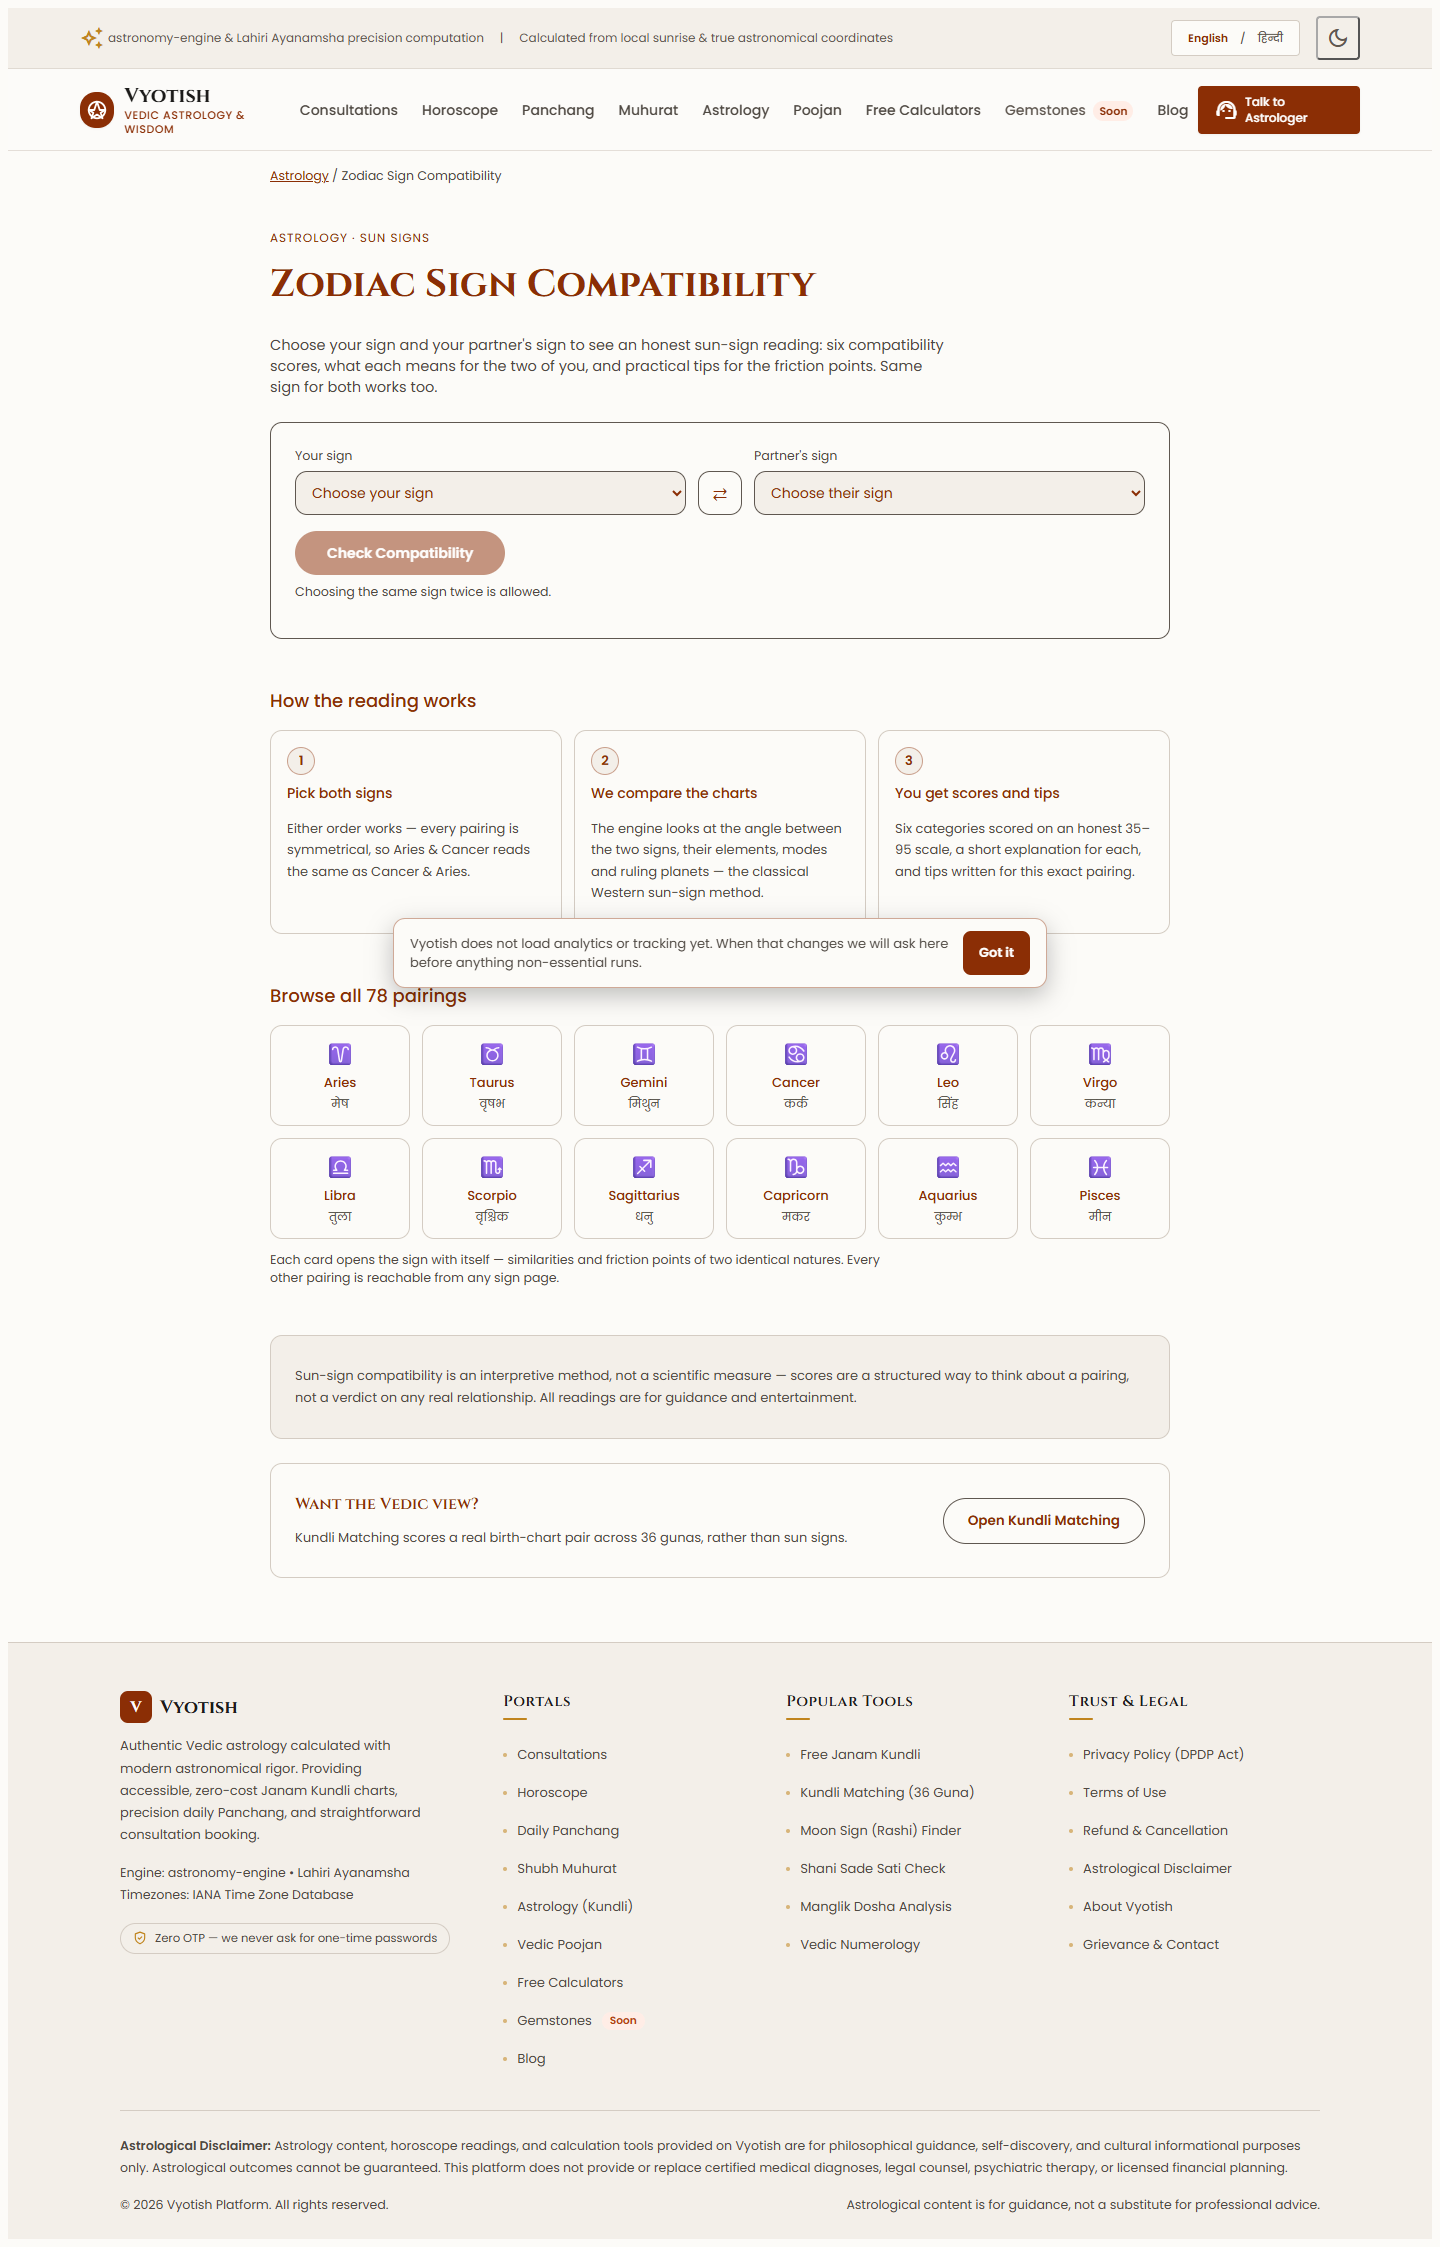 astronomy-engine & Lahiri Ayanamsha precision computation | Calculated from local sunrise & true astronomical coordinates
English / हिन्दी
Vyotish
VEDIC ASTROLOGY &
WISDOM
Consultations Horoscope Panchang Muhurat Astrology Poojan Free Calculators Gemstones Soon Blog
Talk to
Astrologer
Astrology / Zodiac Sign Compatibility
ASTROLOGY · SUN SIGNS
Zodiac Sign Compatibility
Choose your sign and your partner's sign to see an honest sun-sign reading: six compatibility
scores, what each means for the two of you, and practical tips for the friction points. Same
sign for both works too.
Your sign
Partner's sign
Choose your sign
⇄
Choose their sign
Check Compatibility
Choosing the same sign twice is allowed.
How the reading works
1
Pick both signs
Either order works — every pairing is
symmetrical, so Aries & Cancer reads
the same as Cancer & Aries.
2
We compare the charts
The engine looks at the angle between
the two signs, their elements, modes
and ruling planets — the classical
Western sun-sign method.
3
You get scores and tips
Six categories scored on an honest 35–
95 scale, a short explanation for each,
and tips written for this exact pairing.
Vyotish does not load analytics or tracking yet. When that changes we will ask here
before anything non-essential runs.
Got it
Browse all 78 pairings
♈ ♉ ♊ ♋ ♌ ♍
Aries Taurus Gemini Cancer Leo Virgo
मेष वृषभ मिथुन कर्क सिंह कन्या
♎ ♏ ♐ ♑ ♒ ♓
Libra Scorpio Sagittarius Capricorn Aquarius Pisces
तुला वृश्चिक धनु मकर कुम्भ मीन
Each card opens the sign with itself — similarities and friction points of two identical natures. Every
other pairing is reachable from any sign page.
Sun-sign compatibility is an interpretive method, not a scientific measure — scores are a structured way to think about a pairing,
not a verdict on any real relationship. All readings are for guidance and entertainment.
Want the Vedic view?
Kundli Matching scores a real birth-chart pair across 36 gunas, rather than sun signs.
Open Kundli Matching
V Vyotish
Authentic Vedic astrology calculated with
modern astronomical rigor. Providing
accessible, zero-cost Janam Kundli charts,
precision daily Panchang, and straightforward
consultation booking.
Engine: astronomy-engine • Lahiri Ayanamsha
Timezones: IANA Time Zone Database
Zero OTP — we never ask for one-time passwords
Portals
Consultations
Horoscope
Daily Panchang
Shubh Muhurat
Astrology (Kundli)
Vedic Poojan
Free Calculators
Gemstones Soon
Blog
Popular Tools
Free Janam Kundli
Kundli Matching (36 Guna)
Moon Sign (Rashi) Finder
Shani Sade Sati Check
Manglik Dosha Analysis
Vedic Numerology
Trust & Legal
Privacy Policy (DPDP Act)
Terms of Use
Refund & Cancellation
Astrological Disclaimer
About Vyotish
Grievance & Contact
Astrological Disclaimer: Astrology content, horoscope readings, and calculation tools provided on Vyotish are for philosophical guidance, self-discovery, and cultural informational purposes
only. Astrological outcomes cannot be guaranteed. This platform does not provide or replace certified medical diagnoses, legal counsel, psychiatric therapy, or licensed financial planning.
© 2026 Vyotish Platform. All rights reserved.
Astrological content is for guidance, not a substitute for professional advice.